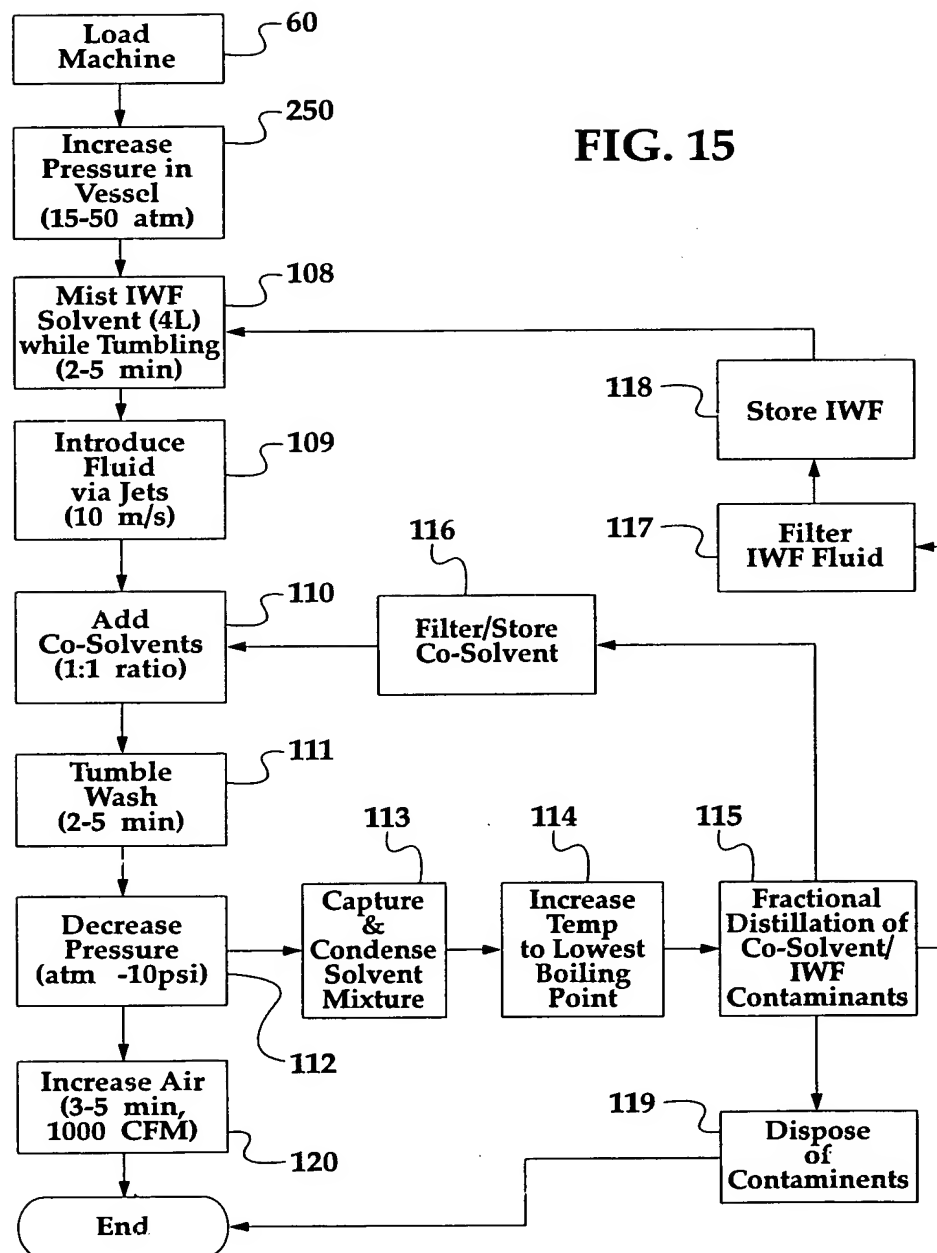 60
Load
Machine
250
FIG. 15
Increase
Pressure in
Vessel
(15-50 atm)
108
Mist IWF
Solvent (4L)
while Tumbling
(2-5 min)
118
Store IWF
109
Introduce
Fluid
via Jets
(10 m/s)
117
Filter
IWF Fluid
116
110
Add
Co-Solvents
(1:1 ratio)
Filter/Store
Co-Solvent
111
Tumble
Wash
(2-5 min)
113
114
115
Decrease
Pressure
(atm -10psi)
Capture
&
Condense
Solvent
Mixture
Increase
Temp
to Lowest
Boiling
Point
Fractional
Distillation of
Co-Solvent/
IWF
Contaminants
112
Increase Air
(3-5 min,
1000 CFM)
120
119
Dispose
of
Contaminents
End